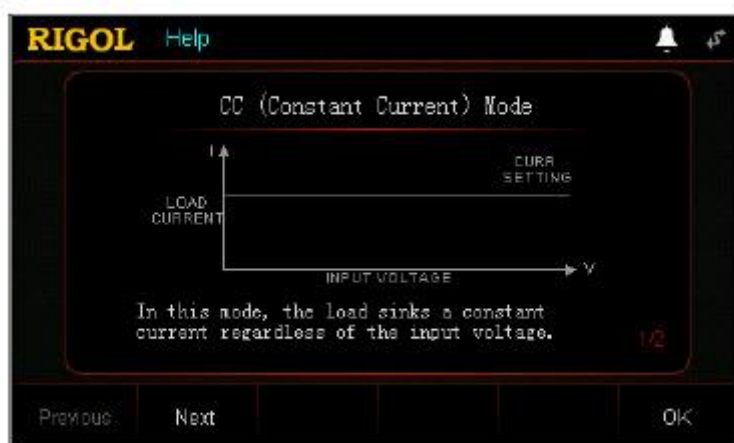 RIGOL Help
CC (Constant Current) Mode
I
CURR
SETTING
LOAD
CURRENT
INPUT VOLTAGE
V
In this mode, the load sinks a constant
current regardless of the input voltage.
1/2
Previous Next OK